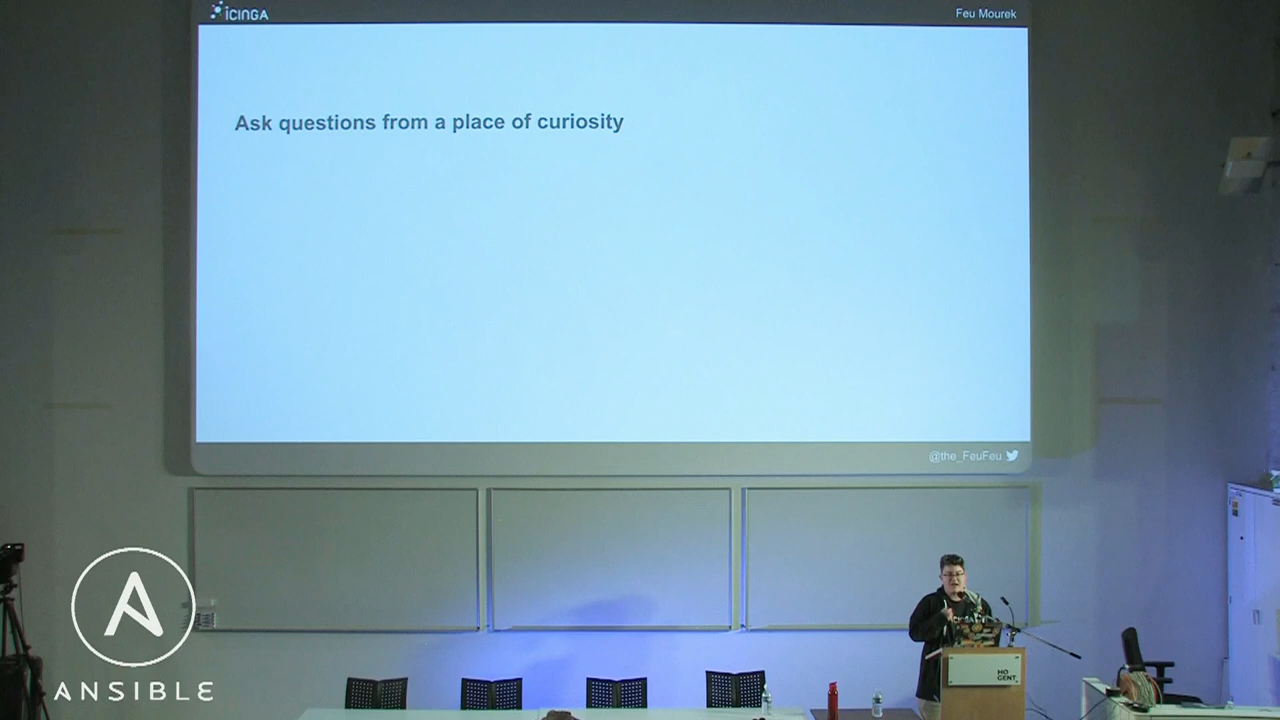 iCINGA
Feu Mourek
Ask questions from a place of curiosity
@the_FeuFeu
HO
GENT
ANSIBLE